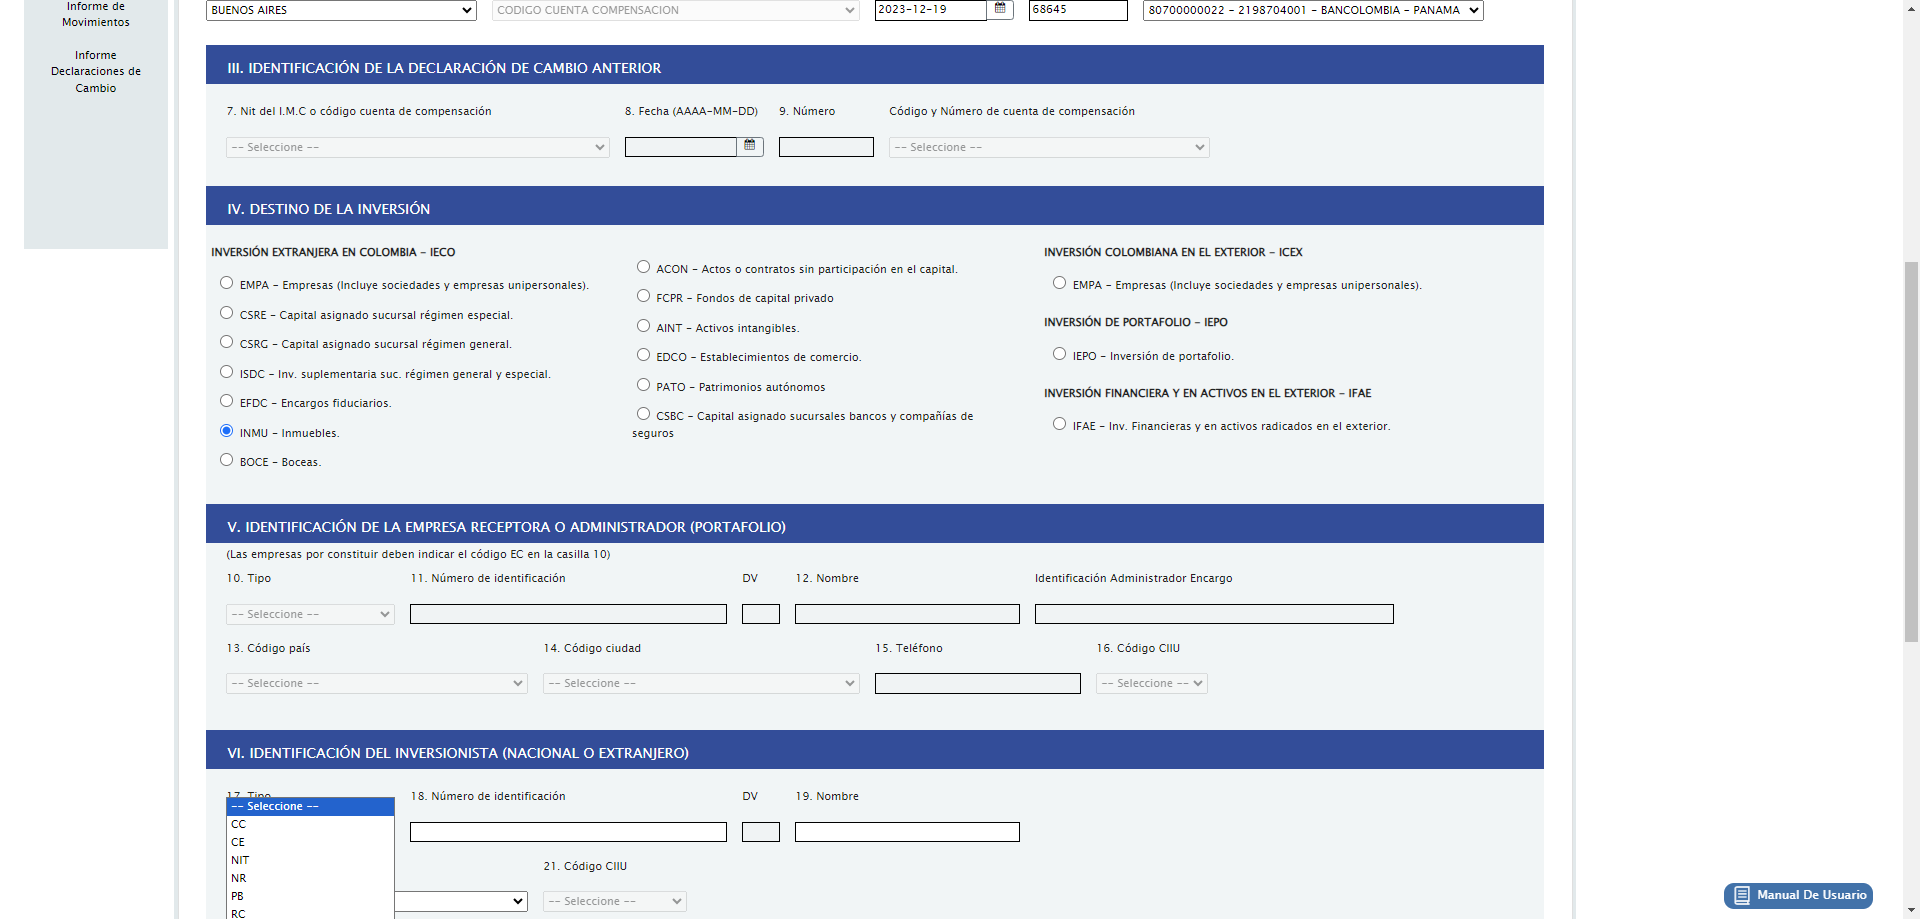 Informe de
Movimientos
Informe
Declaraciones de
Cambio
BUENOS AIRES
CODIGO CUENTA COMPENSACION
2023-12-19
68645
80700000022 - 2198704001 - BANCOLOMBIA - PANAMA
III. IDENTIFICACIÓN DE LA DECLARACIÓN DE CAMBIO ANTERIOR
7. Nit del I.M.C o código cuenta de compensación
8. Fecha (AAAA-MM-DD)
9. Número
Código y Número de cuenta de compensación
-- Seleccione --
-- Seleccione --
IV. DESTINO DE LA INVERSIÓN
INVERSIÓN EXTRANJERA EN COLOMBIA - IECO
EMPA - Empresas (Incluye sociedades y empresas unipersonales).
CSRE - Capital asignado sucursal régimen especial.
CSRG - Capital asignado sucursal régimen general.
ISDC - Inv. suplementaria suc. régimen general y especial.
EFDC - Encargos fiduciarios.
INMU - Inmuebles.
BOCE - Boceas.
ACON - Actos o contratos sin participación en el capital.
FCPR - Fondos de capital privado
AINT - Activos intangibles.
EDCO - Establecimientos de comercio.
PATO - Patrimonios autónomos
CSBC - Capital asignado sucursales bancos y compañías de
seguros
INVERSIÓN COLOMBIANA EN EL EXTERIOR - ICEX
EMPA - Empresas (Incluye sociedades y empresas unipersonales).
INVERSIÓN DE PORTAFOLIO - IEPO
IEPO - Inversión de portafolio.
INVERSIÓN FINANCIERA Y EN ACTIVOS EN EL EXTERIOR - IFAE
IFAE - Inv. Financieras y en activos radicados en el exterior.
V. IDENTIFICACIÓN DE LA EMPRESA RECEPTORA O ADMINISTRADOR (PORTAFOLIO)
(Las empresas por constituir deben indicar el código EC en la casilla 10)
10. Tipo
11. Número de identificación
DV
12. Nombre
Identificación Administrador Encargo
-- Seleccione --
13. Código país
14. Código ciudad
15. Teléfono
16. Código CIIU
-- Seleccione --
-- Seleccione --
-- Seleccione --
VI. IDENTIFICACIÓN DEL INVERSIONISTA (NACIONAL O EXTRANJERO)
17. Tipo
18. Número de identificación
DV
19. Nombre
-- Seleccione --
CC
CE
NIT
NR
PB
RC
21. Código CIIU
-- Seleccione --
Manual De Usuario